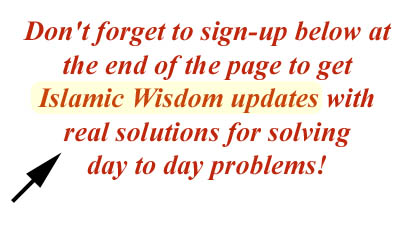 Don't forget to sign-up below at
the end of the page to get
Islamic Wisdom updates with
real solutions for solving
day to day problems!